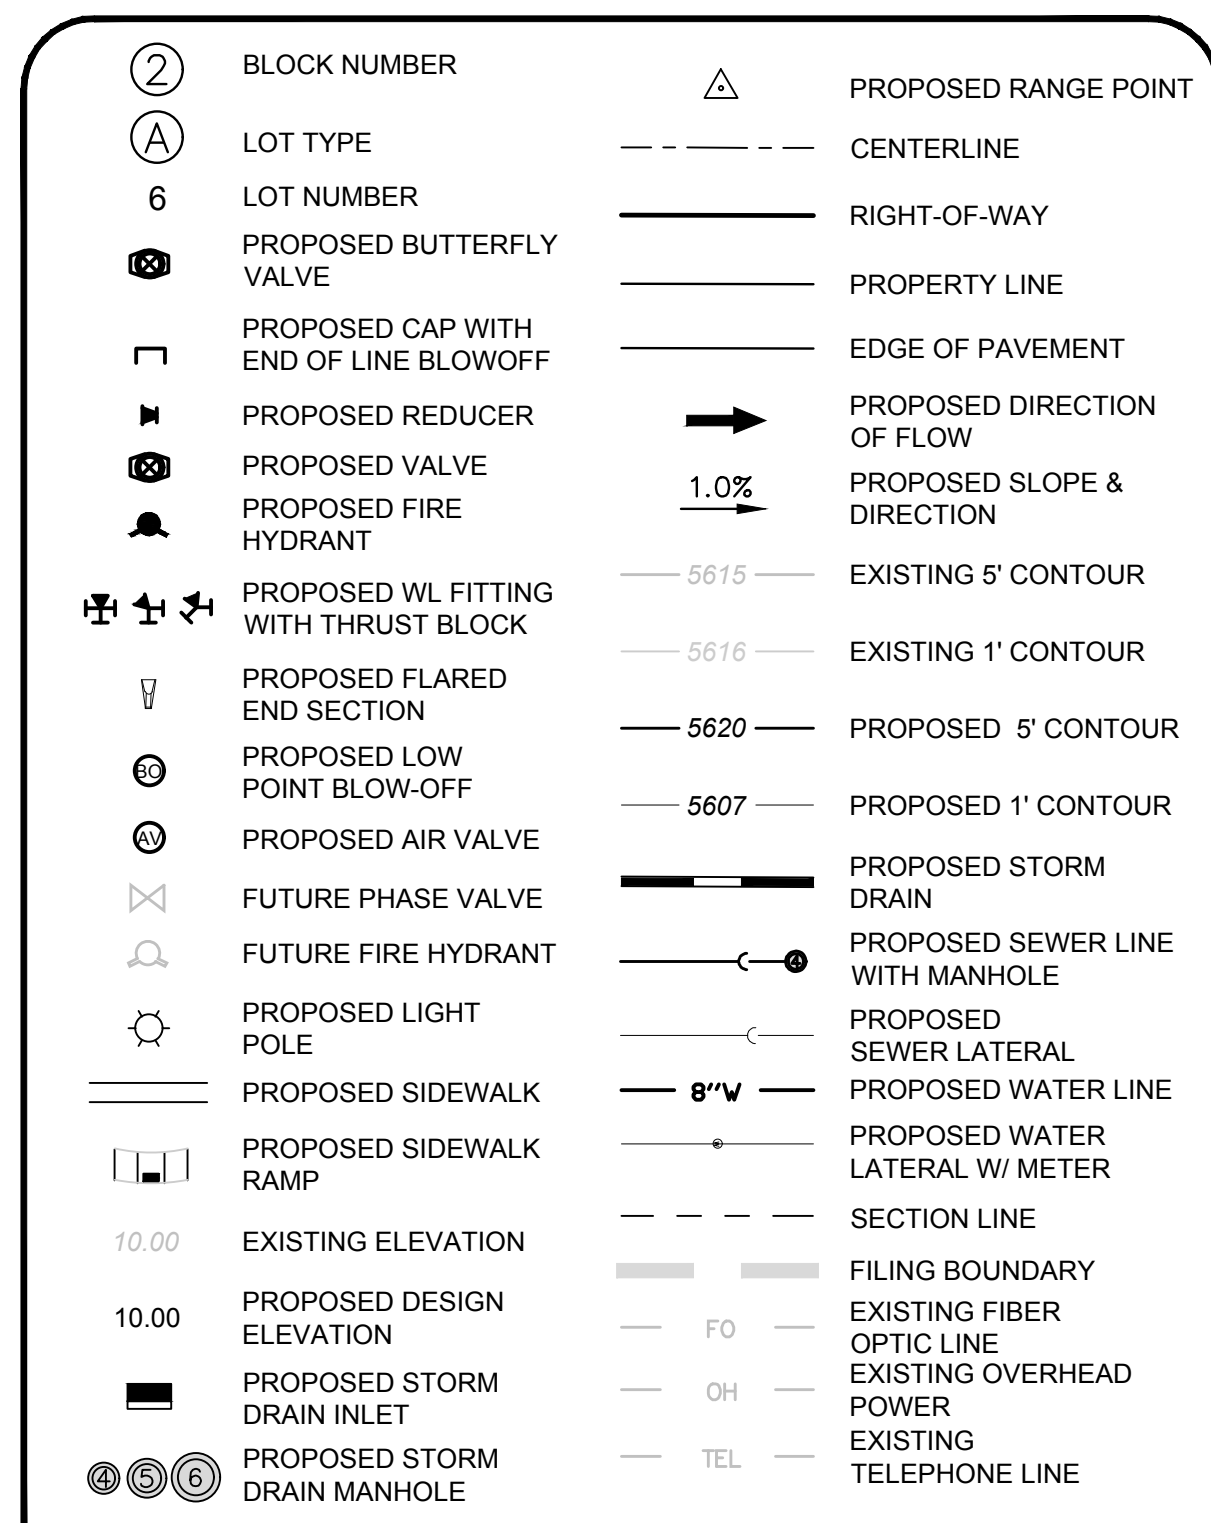 2 BLOCK NUMBER
A LOT TYPE
6 LOT NUMBER
PROPOSED BUTTERFLY
VALVE
PROPOSED CAP WITH
END OF LINE BLOWOFF
PROPOSED REDUCER
PROPOSED VALVE
PROPOSED FIRE
HYDRANT
PROPOSED WL FITTING
WITH THRUST BLOCK
PROPOSED FLARED
END SECTION
BO PROPOSED LOW
POINT BLOW-OFF
AV PROPOSED AIR VALVE
FUTURE PHASE VALVE
FUTURE FIRE HYDRANT
PROPOSED LIGHT
POLE
PROPOSED SIDEWALK
PROPOSED SIDEWALK
RAMP
10.00 EXISTING ELEVATION
10.00 PROPOSED DESIGN
ELEVATION
PROPOSED STORM
DRAIN INLET
4 5 6 PROPOSED STORM
DRAIN MANHOLE
PROPOSED RANGE POINT
CENTERLINE
RIGHT-OF-WAY
PROPERTY LINE
EDGE OF PAVEMENT
PROPOSED DIRECTION
OF FLOW
1.0% PROPOSED SLOPE &
DIRECTION
5615 EXISTING 5' CONTOUR
5616 EXISTING 1' CONTOUR
5620 PROPOSED 5' CONTOUR
5607 PROPOSED 1' CONTOUR
PROPOSED STORM
DRAIN
4 PROPOSED SEWER LINE
WITH MANHOLE
PROPOSED
SEWER LATERAL
8"W PROPOSED WATER LINE
PROPOSED WATER
LATERAL W/ METER
SECTION LINE
FILING BOUNDARY
FO EXISTING FIBER
OPTIC LINE
OH EXISTING OVERHEAD
POWER
TEL EXISTING
TELEPHONE LINE